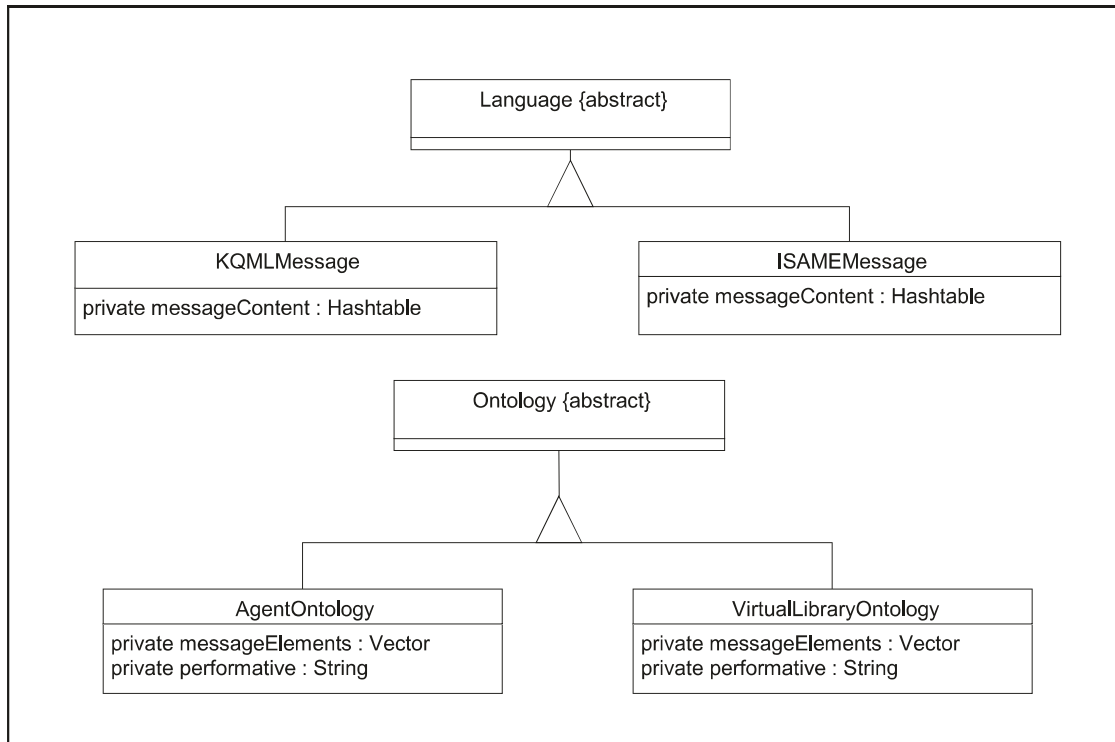 Language {abstract}
KQMLMessage
private messageContent : Hashtable
ISAMEMessage
private messageContent : Hashtable
Ontology {abstract}
AgentOntology
private messageElements : Vector
private performative : String
VirtualLibraryOntology
private messageElements : Vector
private performative : String